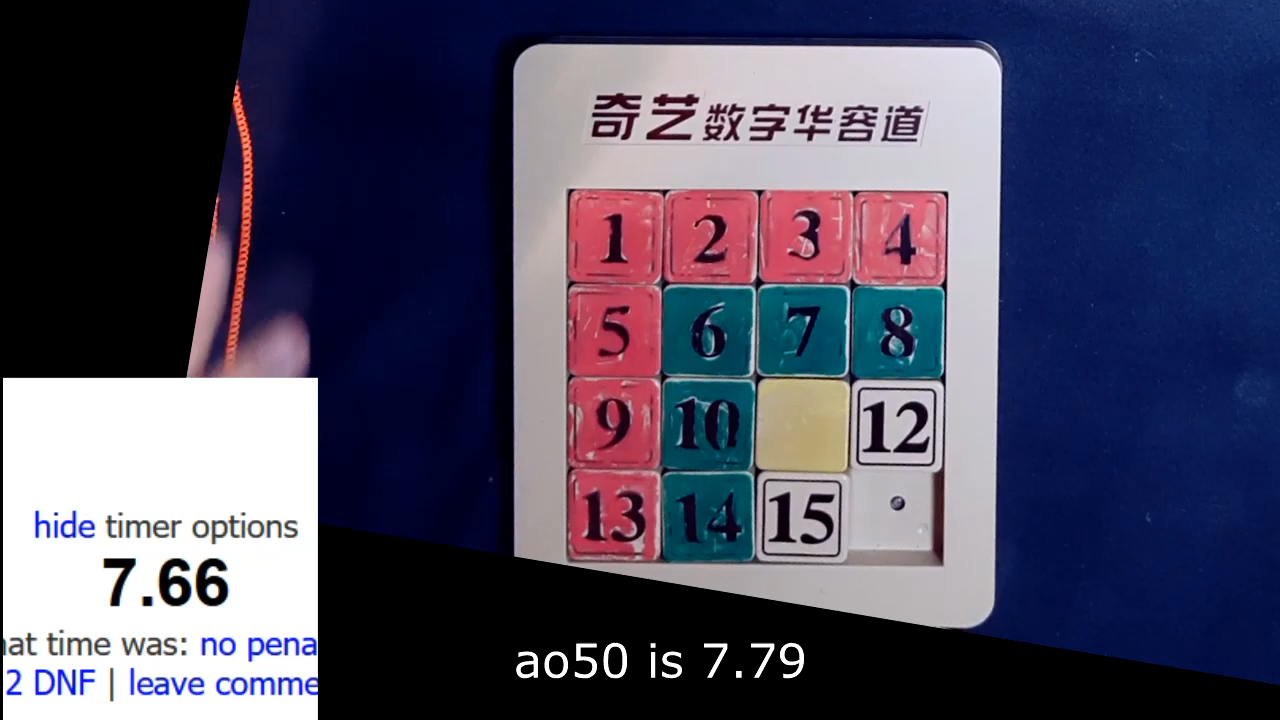 奇艺数字华容道
1 2 3 4
5 6 7 8
9 10 12
13 14 15
hide timer options
7.66
at time was: no pena
2 DNF | leave comme
ao50 is 7.79